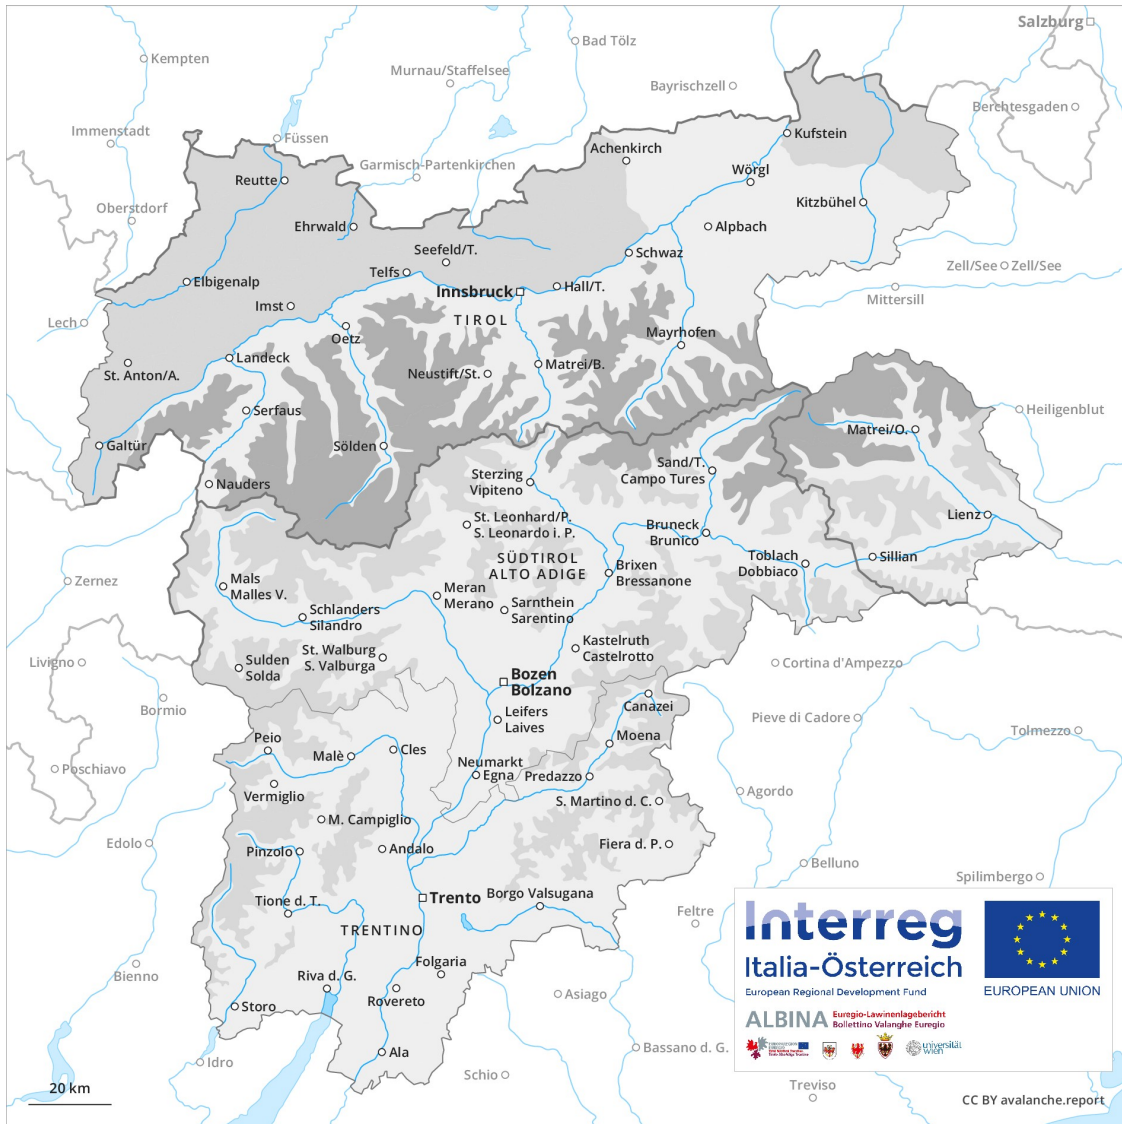 Salzburg
Bad Tölz
Kempten
Murnau/Staffelsee
Bayrischzell
Berchtesgaden
Immenstadt
Füssen
Kufstein
Achenkirch
Garmisch-Partenkirchen
Wörgl
Reutte
Kitzbühel
Oberstdorf
Ehrwald
Alpbach
Seefeld/T.
Schwaz
Telfs
Zell/See
Zell/See
Elbigenalp
Innsbruck
Hall/T.
Mittersill
Imst
TIROL
Lech
Mayrhofen
Oetz
Landeck
Matrei/B.
St. Anton/A.
Neustift/St.
Serfaus
Heiligenblut
Matrei/O.
Galtür
Sölden
Sand/T.
Campo Tures
Sterzing
Vipiteno
Nauders
Lienz
St. Leonhard/P.
S. Leonardo i. P.
Bruneck
Brunico
SÜDTIROL
ALTO ADIGE
Toblach
Dobbiaco
Sillian
Brixen
Bressanone
Zernez
Mals
Malles V.
Meran
Merano
Sarnthein
Sarentino
Schlanders
Silandro
Kastelruth
Castelrotto
St. Walburg
S. Valburga
Livigno
Sulden
Solda
Cortina d'Ampezzo
Bozen
Bolzano
Bormio
Canazei
Leifers
Laives
Pieve di Cadore
Tolmezzo
Peio
Moena
Malè
Cles
Neumarkt
Egna
Predazzo
Poschiavo
Vermiglio
Agordo
S. Martino d. C.
M. Campiglio
Edolo
Pinzolo
Andalo
Fiera d. P.
Belluno
Spilimbergo
Tione d. T.
Trento
Borgo Valsugana
Feltre
TRENTINO
Interreg
Italia-Österreich
European Regional Development Fund
EUROPEAN UNION
Folgaria
Bienno
Riva d. G.
Rovereto
Asiago
Storo
ALBINA
Euregio-Lawinenlagebericht
Bollettino Valanghe Euregio
universität
wien
Ala
Idro
Bassano d. G.
Schio
Treviso
20 km
CC BY avalanche.report